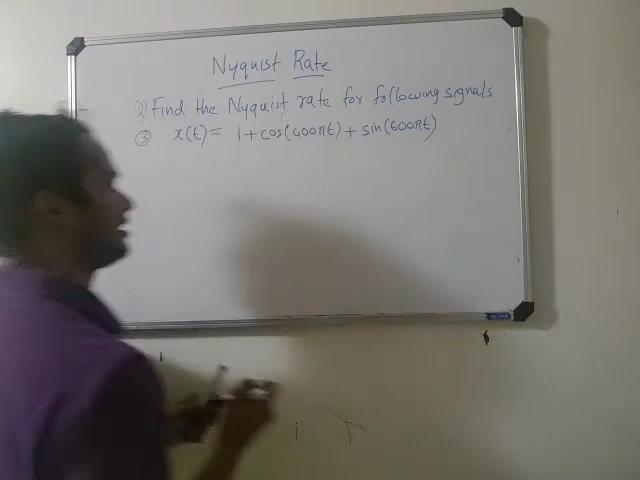 Nyquist Rate
Q) Find the Nyquist rate for following signals
③ x(t) = 1 + cos(400πt) + sin(600πt)